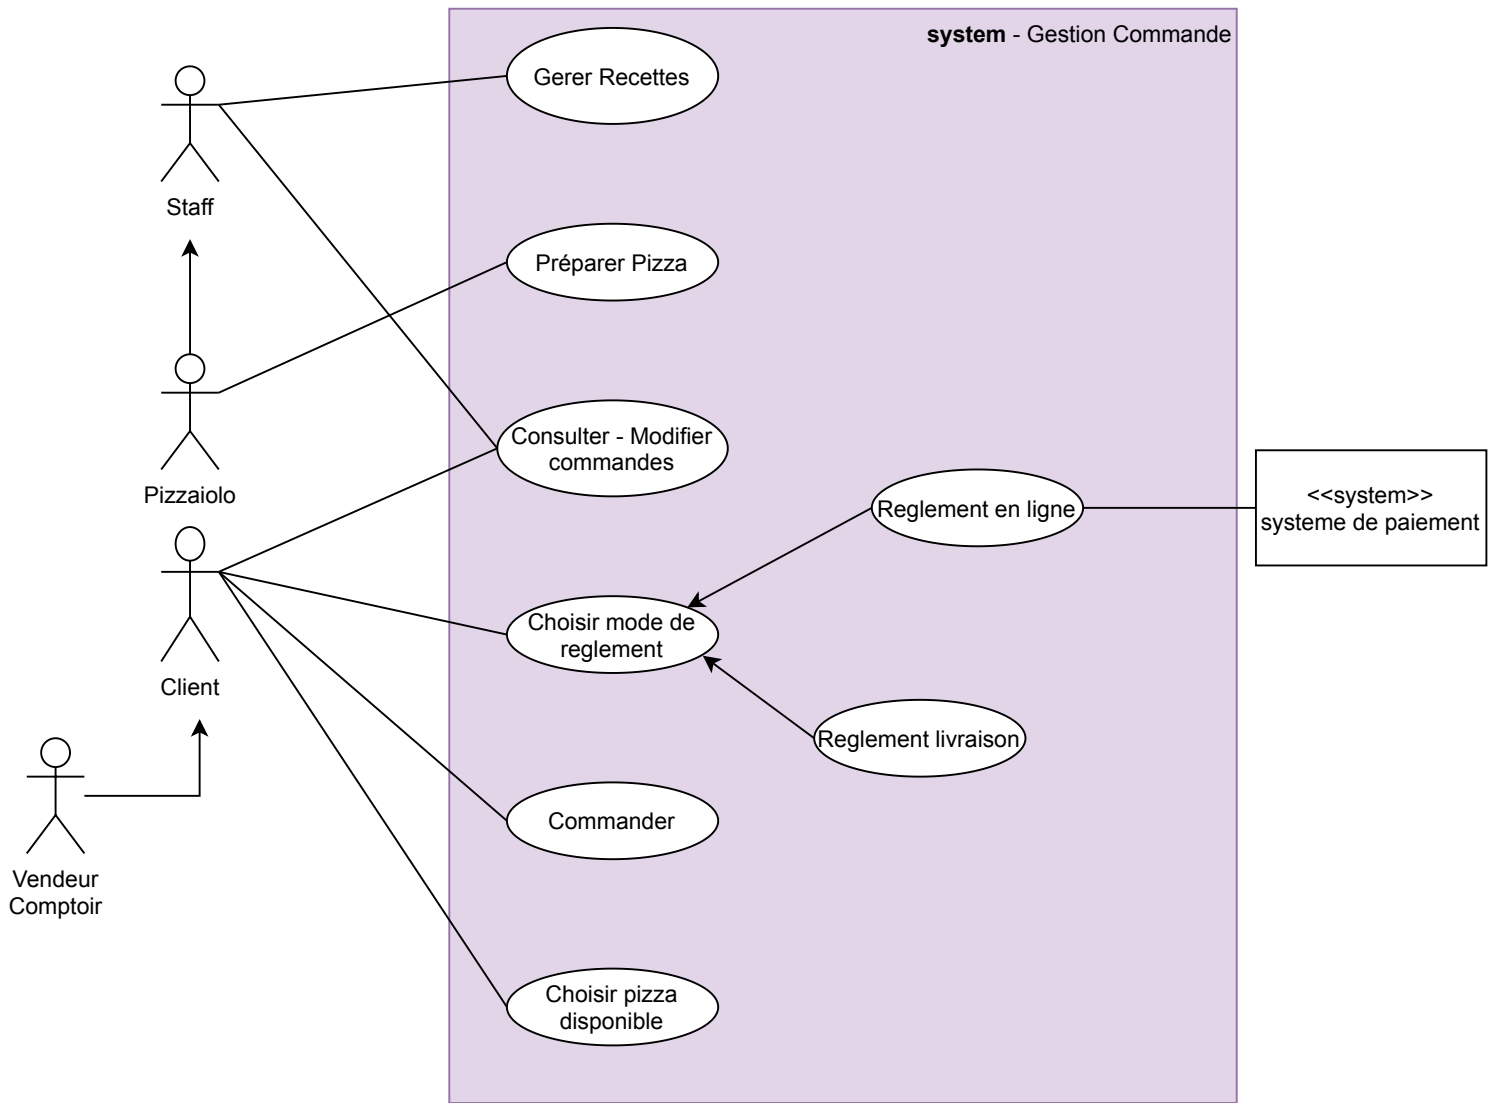 system - Gestion Commande
Gerer Recettes
Staff
Préparer Pizza
Consulter - Modifier
commandes
Pizzaiolo
Reglement en ligne
<<system>>
systeme de paiement
Choisir mode de
reglement
Client
Reglement livraison
Commander
Vendeur
Comptoir
Choisir pizza
disponible